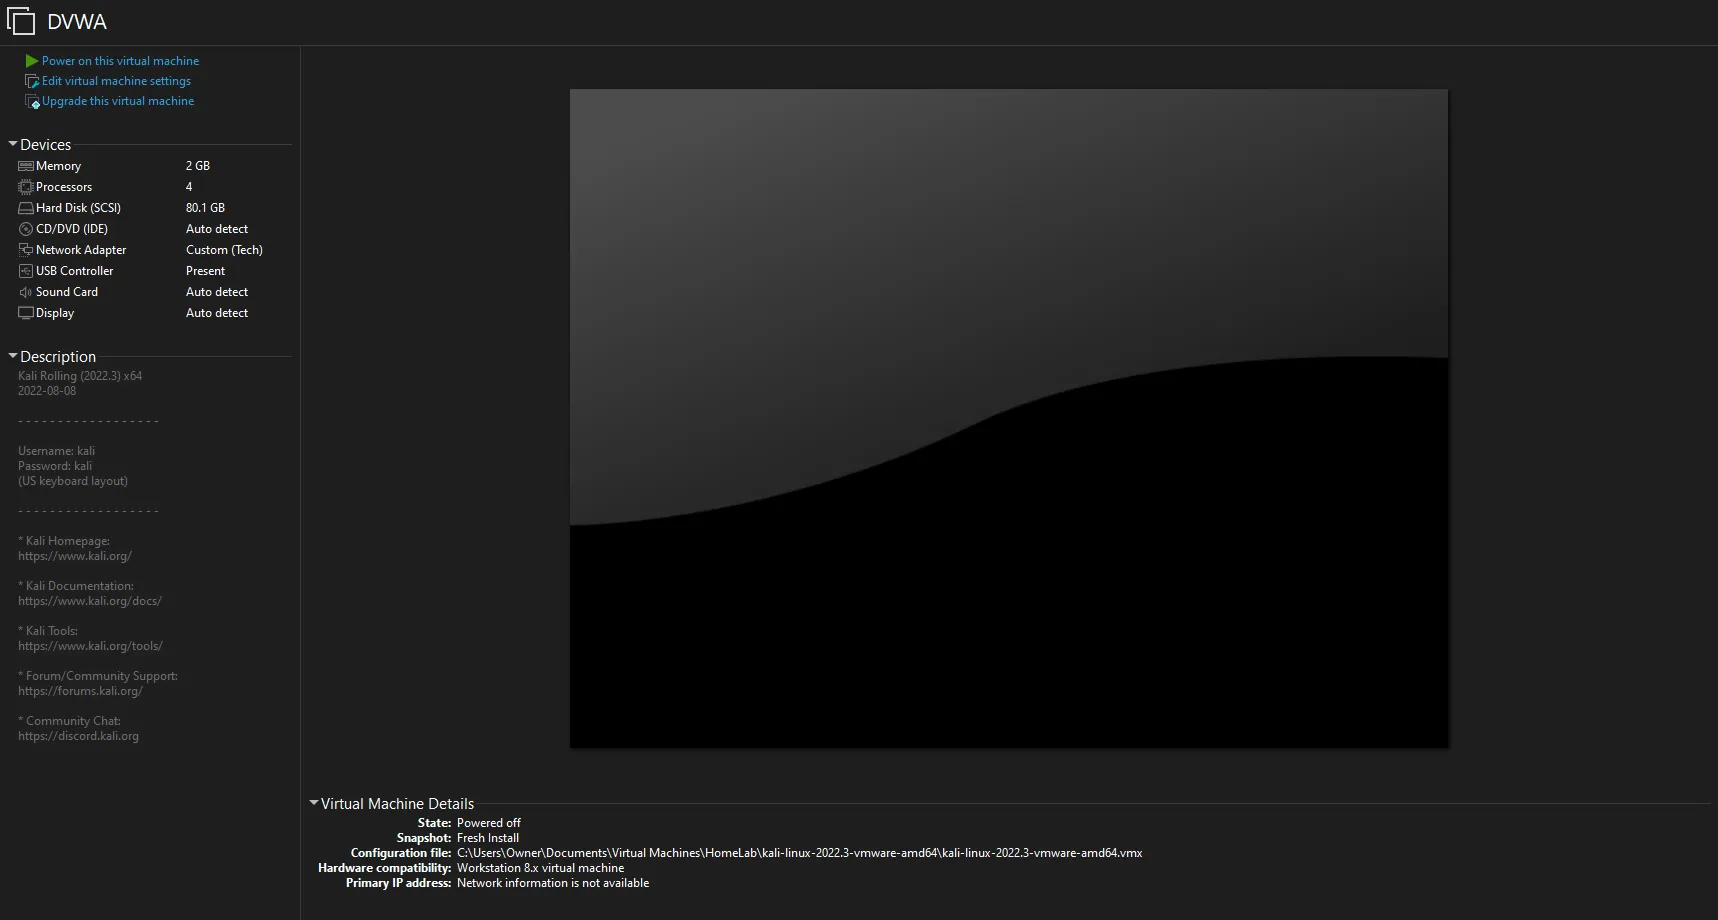 DVWA
Power on this virtual machine
Edit virtual machine settings
Upgrade this virtual machine
Devices
Memory 2 GB
Processors 4
Hard Disk (SCSI) 80.1 GB
CD/DVD (IDE) Auto detect
Network Adapter Custom (Tech)
USB Controller Present
Sound Card Auto detect
Display Auto detect
Description
Kali Rolling (2022.3) x64
2022-08-08
- - - - - - - - - - - - - - - - - -
Username: kali
Password: kali
(US keyboard layout)
- - - - - - - - - - - - - - - - - -
* Kali Homepage:
https://www.kali.org/
* Kali Documentation:
https://www.kali.org/docs/
* Kali Tools:
https://www.kali.org/tools/
* Forum/Community Support:
https://forums.kali.org/
* Community Chat:
https://discord.kali.org
Virtual Machine Details
State: Powered off
Snapshot: Fresh Install
Configuration file: C:\Users\Owner\Documents\Virtual Machines\HomeLab\kali-linux-2022.3-vmware-amd64\kali-linux-2022.3-vmware-amd64.vmx
Hardware compatibility: Workstation 8.x virtual machine
Primary IP address: Network information is not available